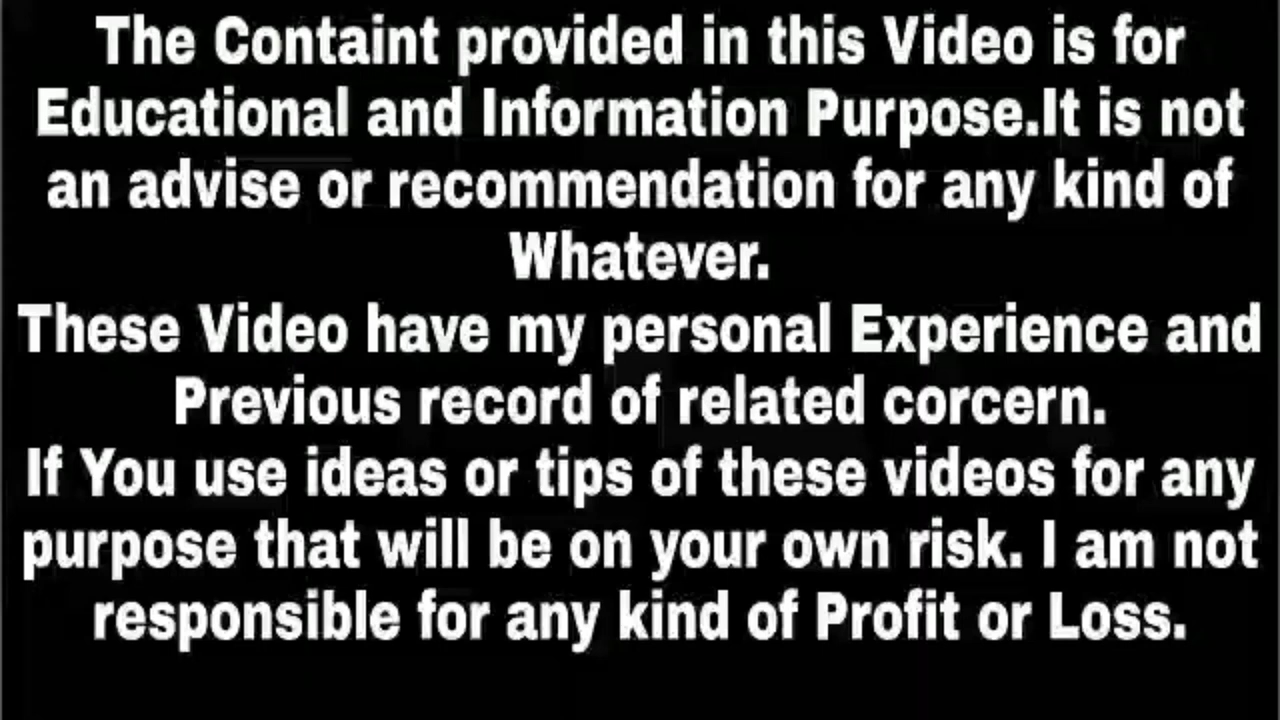 The Containt provided in this Video is for
Educational and Information Purpose.It is not
an advise or recommendation for any kind of
Whatever.
These Video have my personal Experience and
Previous record of related corcern.
If You use ideas or tips of these videos for any
purpose that will be on your own risk. I am not
responsible for any kind of Profit or Loss.